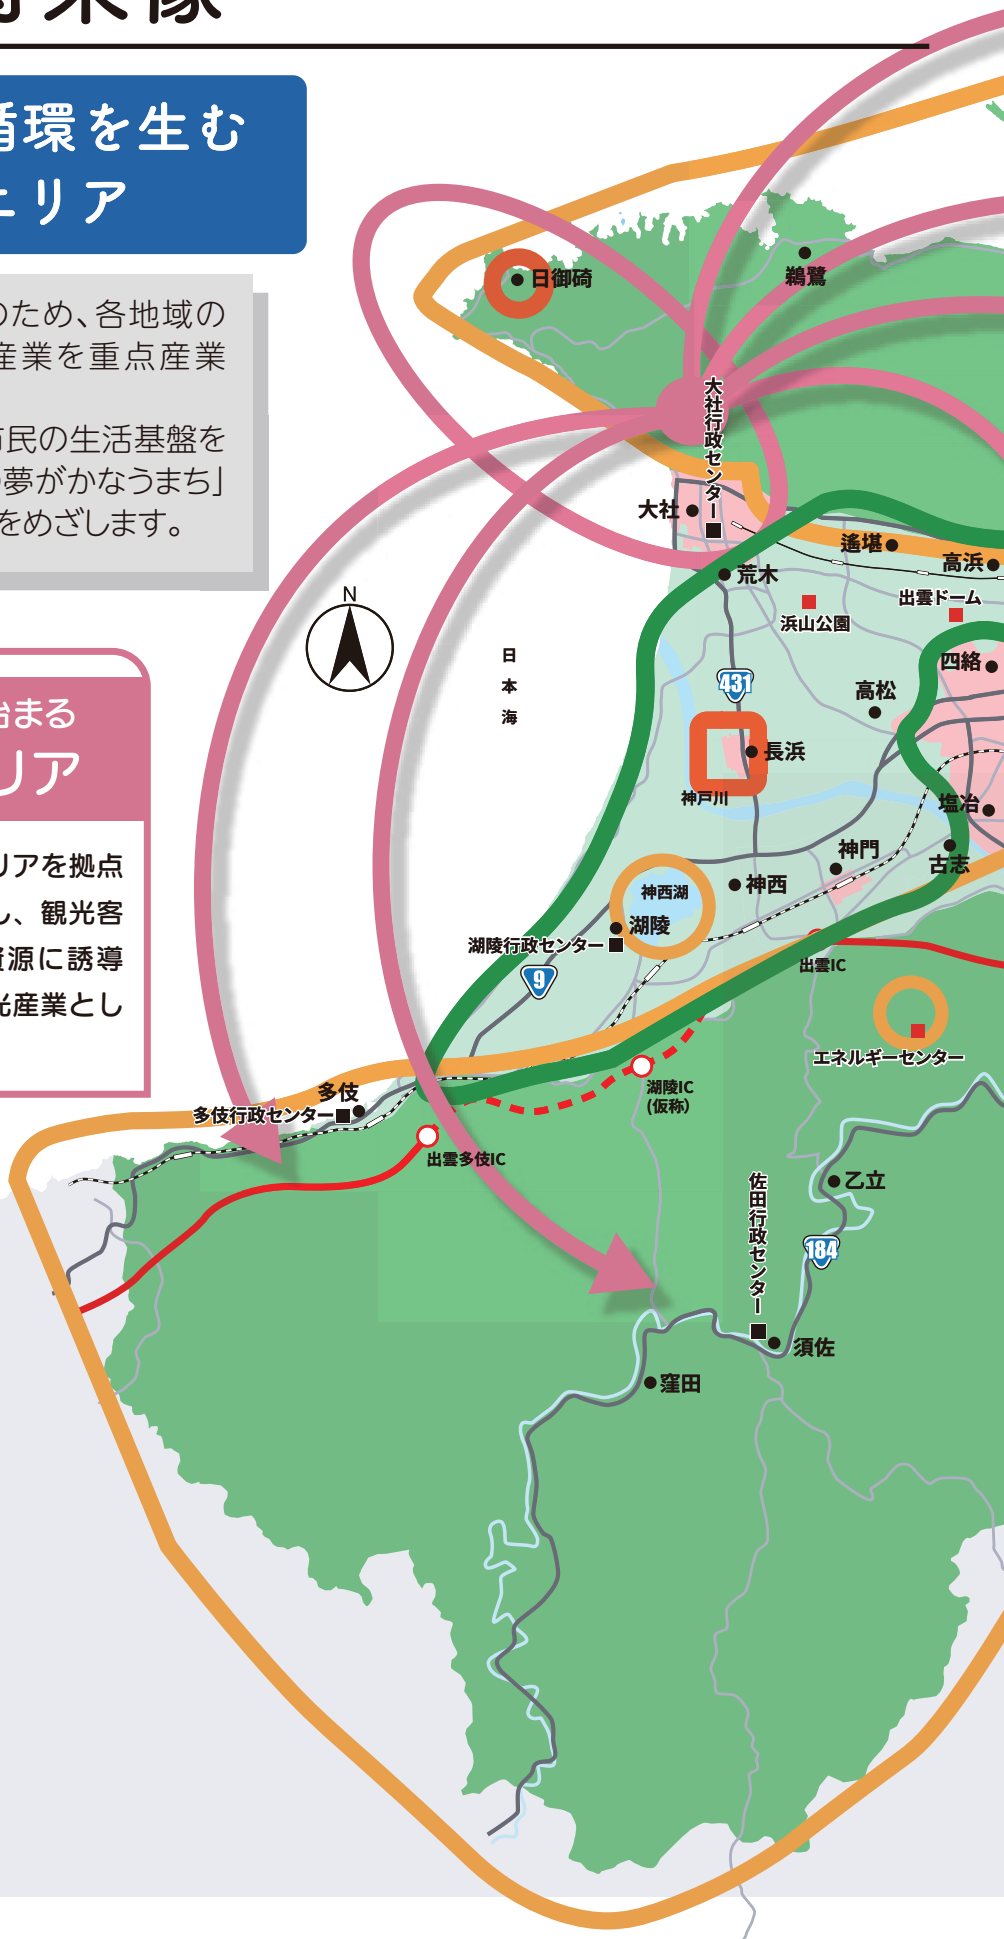 循環を生む
エリア
のため、各地域の
産業を重点産業
市民の生活基盤を
夢がかなうまち」
をめざします。
始まる
リア
リアを拠点
し、観光客
資源に誘導
光産業とし
N
日本海
日御碕
鵜鷺
大社行政センター
大社
荒木
遙堪
高浜
出雲ドーム
浜山公園
四絡
高松
431
長浜
神戸川
塩冶
神門
古志
神西湖
神西
湖陵
湖陵行政センター
9
出雲IC
エネルギーセンター
湖陵IC
(仮称)
多伎
多伎行政センター
出雲多伎IC
佐田行政センター
乙立
184
須佐
窪田